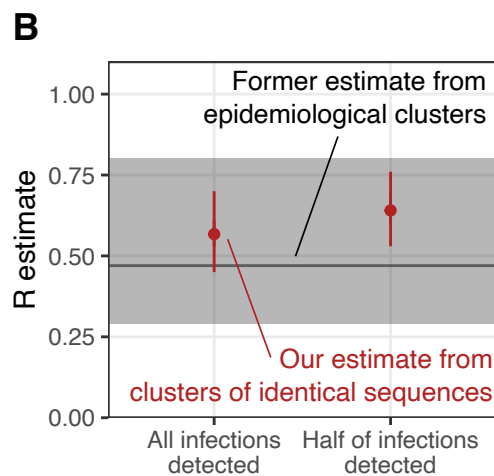 B
Former estimate from
epidemiological clusters
R estimate
1.00
0.75
0.50
0.25
0.00
Our estimate from
clusters of identical sequences
All infections
detected
Half of infections
detected